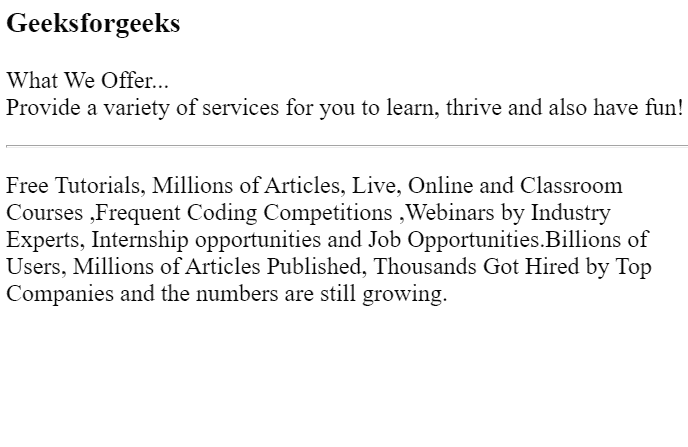 Geeksforgeeks
What We Offer...
Provide a variety of services for you to learn, thrive and also have fun!
Free Tutorials, Millions of Articles, Live, Online and Classroom
Courses ,Frequent Coding Competitions ,Webinars by Industry
Experts, Internship opportunities and Job Opportunities.Billions of
Users, Millions of Articles Published, Thousands Got Hired by Top
Companies and the numbers are still growing.